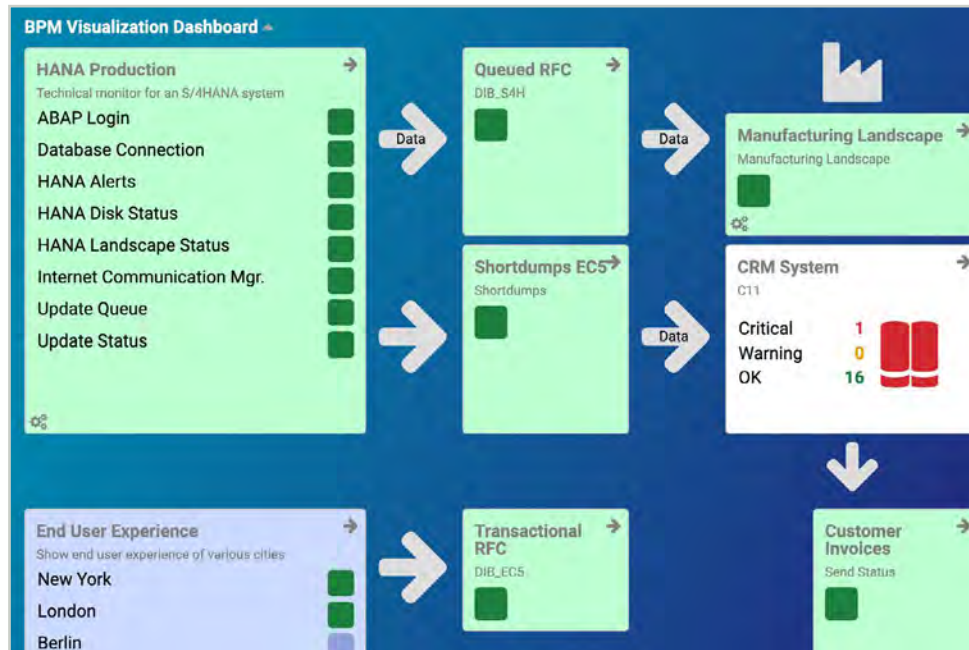 BPM Visualization Dashboard
HANA Production
Technical monitor for an S/4HANA system
ABAP Login
Database Connection
HANA Alerts
HANA Disk Status
HANA Landscape Status
Internet Communication Mgr.
Update Queue
Update Status
Data
Queued RFC
DIB_S4H
Data
Manufacturing Landscape
Manufacturing Landscape
Shortdumps EC5
Shortdumps
Data
CRM System
C11
Critical 1
Warning 0
OK 16
End User Experience
Show end user experience of various cities
New York
London
Berlin
Transactional
RFC
DIB_EC5
Customer
Invoices
Send Status